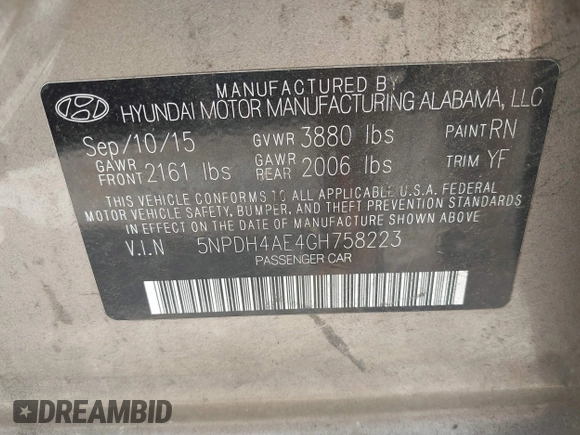 MANUFACTURED BY
HYUNDAI MOTOR MANUFACTURING ALABAMA, LLC
Sep/10/15 GVWR 3880 lbs PAINT RN
GAWR FRONT 2161 lbs GAWR REAR 2006 lbs TRIM YF
THIS VEHICLE CONFORMS TO ALL APPLICABLE U.S.A. FEDERAL
MOTOR VEHICLE SAFETY, BUMPER, AND THEFT PREVENTION
STANDARDS IN EFFECT ON THE DATE OF MANUFACTURE SHOWN ABOVE.
V.I.N 5NPDH4AE4GH758223
PASSENGER CAR
DREAMBID